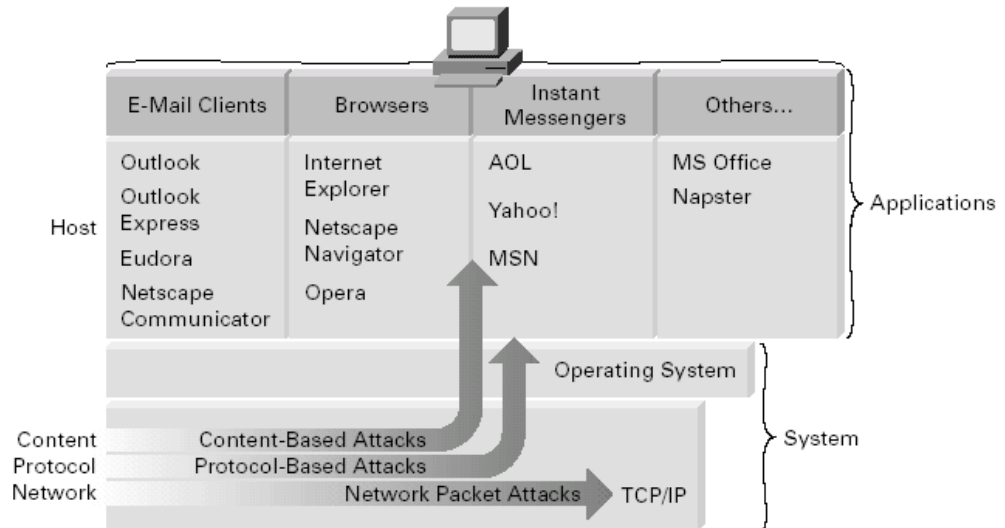 E-Mail Clients
Browsers
Instant
Messengers
Others...
Host
Outlook
Outlook
Express
Eudora
Netscape
Communicator
Internet
Explorer
Netscape
Navigator
Opera
AOL
Yahoo!
MSN
MS Office
Napster
Applications
Operating System
Content
Content-Based Attacks
Protocol
Protocol-Based Attacks
Network
Network Packet Attacks
TCP/IP
System